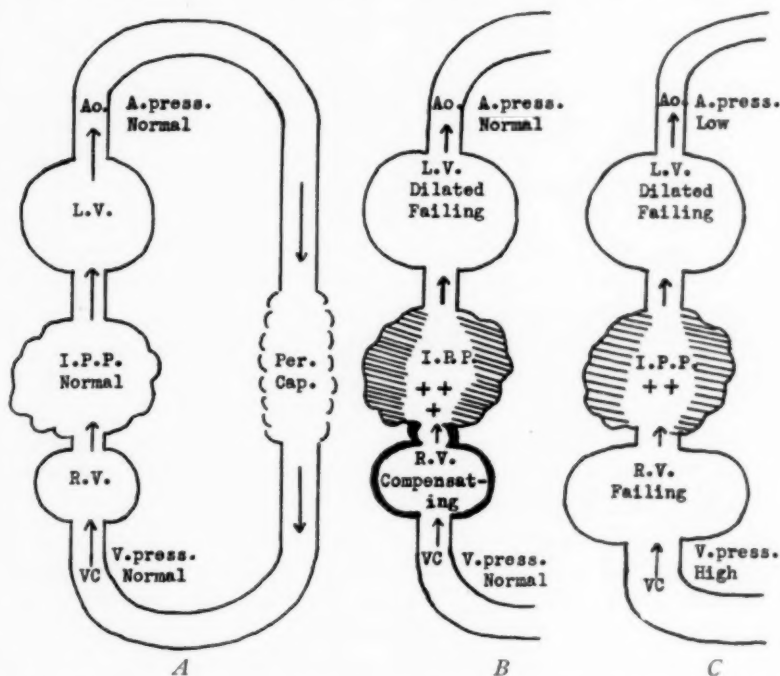 Ao.
A.press.
Normal
L.V.
I.P.P.
Normal
Per.
Cap.
R.V.
V.press.
Normal
VC
A
Ao.
A.press.
Normal
L.V.
Dilated
Failing
I.P.P.
++
+
R.V.
Compensat-
ing
V.press.
Normal
VC
B
Ao.
A.press.
Low
L.V.
Dilated
Failing
I.P.P.
++
R.V.
Failing
V.press.
High
VC
C